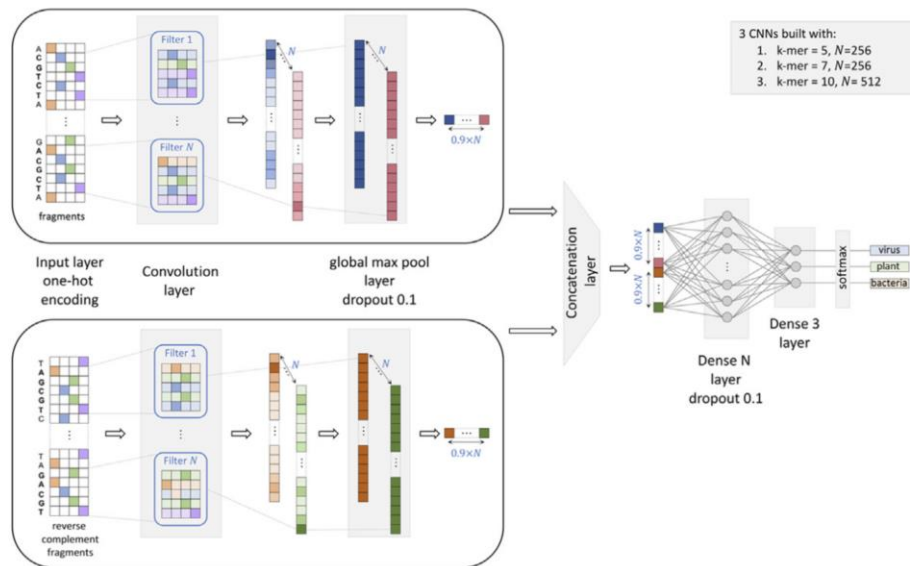 A
C
G
T
C
T
A
G
A
C
G
C
T
A
fragments
Filter 1
Filter N
N
N
0.9×N
Input layer
one-hot
encoding
Convolution
layer
global max pool
layer
dropout 0.1
T
A
G
C
G
T
C
T
A
G
A
C
G
T
reverse
complement
fragments
Filter 1
Filter N
N
N
0.9×N
Concatenation
layer
0.9×N
0.9×N
Dense N
layer
dropout 0.1
Dense 3
layer
softmax
virus
plant
bacteria
3 CNNs built with:
1. k-mer = 5, N=256
2. k-mer = 7, N=256
3. k-mer = 10, N= 512